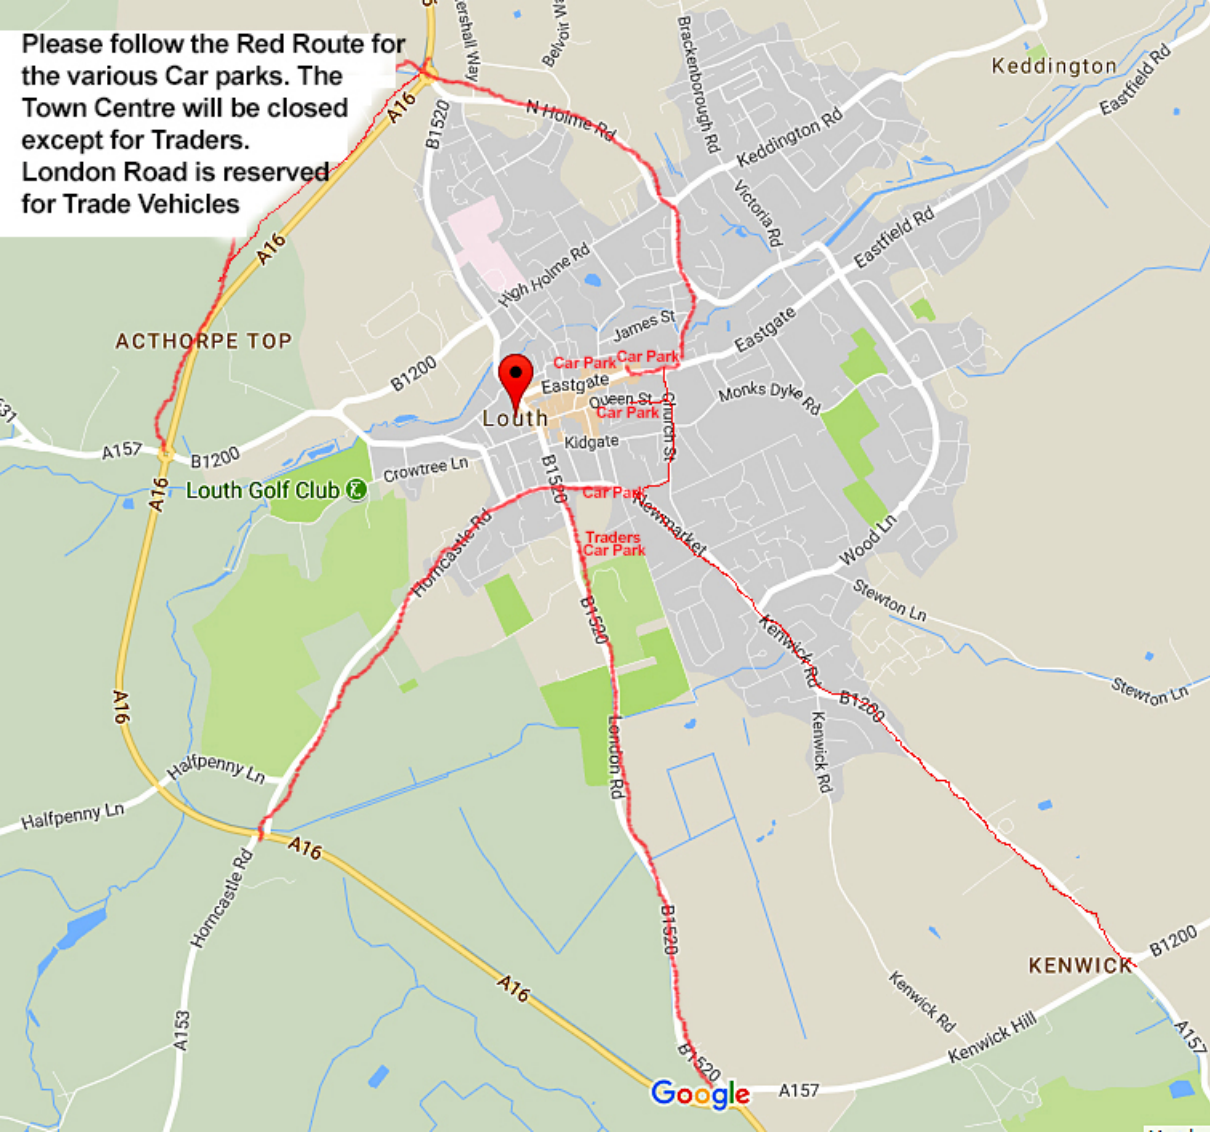 Please follow the Red Route for
the various Car parks. The
Town Centre will be closed
except for Traders.
London Road is reserved
for Trade Vehicles
Belvoir
Brackenborough Rd
Keddington
Eastfield Rd
A16
B1520
N Holme Rd
Keddington Rd
Victoria Rd
A16
Eastfield Rd
High Holme Rd
James St
ACTHORPE TOP
Eastgate
Car Park
Car Park
B1200
Eastgate
Monks Dyke Rd
Queen St
Car Park
Church St
Louth
Kidgate
A157
B1200
Crowtree Ln
B1520
A16
Louth Golf Club
Car Park
Newmarket
Horncastle Rd
Traders
Car Park
Wood Ln
Stewton Ln
B1520
Kenwick Rd
Stewton Ln
A16
B1200
London Rd
Kenwick Rd
Halfpenny Ln
Halfpenny Ln
A16
Horncastle Rd
B1520
B1200
KENWICK
A16
Kenwick Rd
A153
Kenwick Hill
A157
B1520
Google
A157